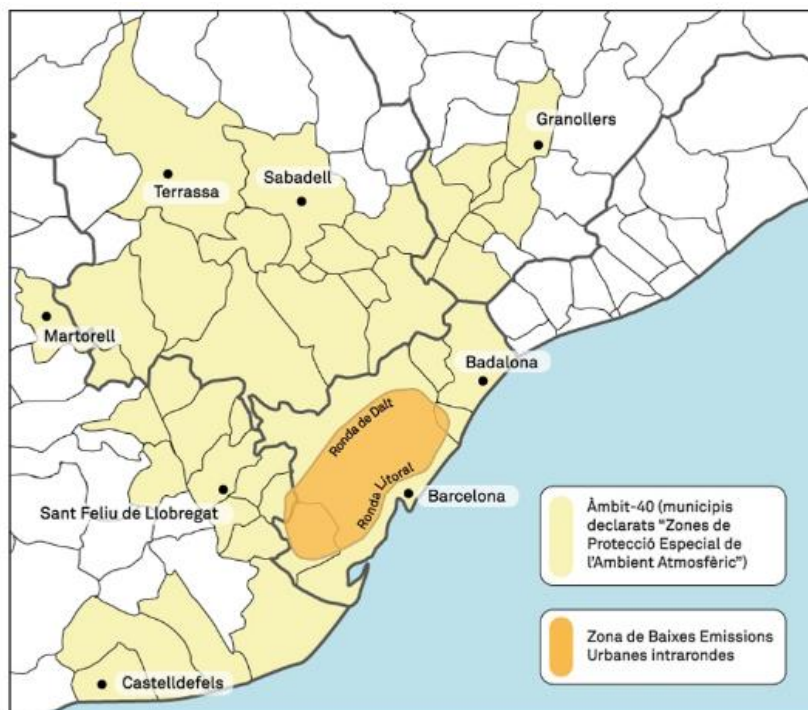 Granollers
Terrassa
Sabadell
Martorell
Badalona
Ronda de Dalt
Ronda Litoral
Barcelona
Sant Feliu de Llobregat
Castelldefels
Àmbit-40 (municipis
declarats "Zones de
Protecció Especial de
l'Ambient Atmosfèric")
Zona de Baixes Emissions
Urbanes intrarondes